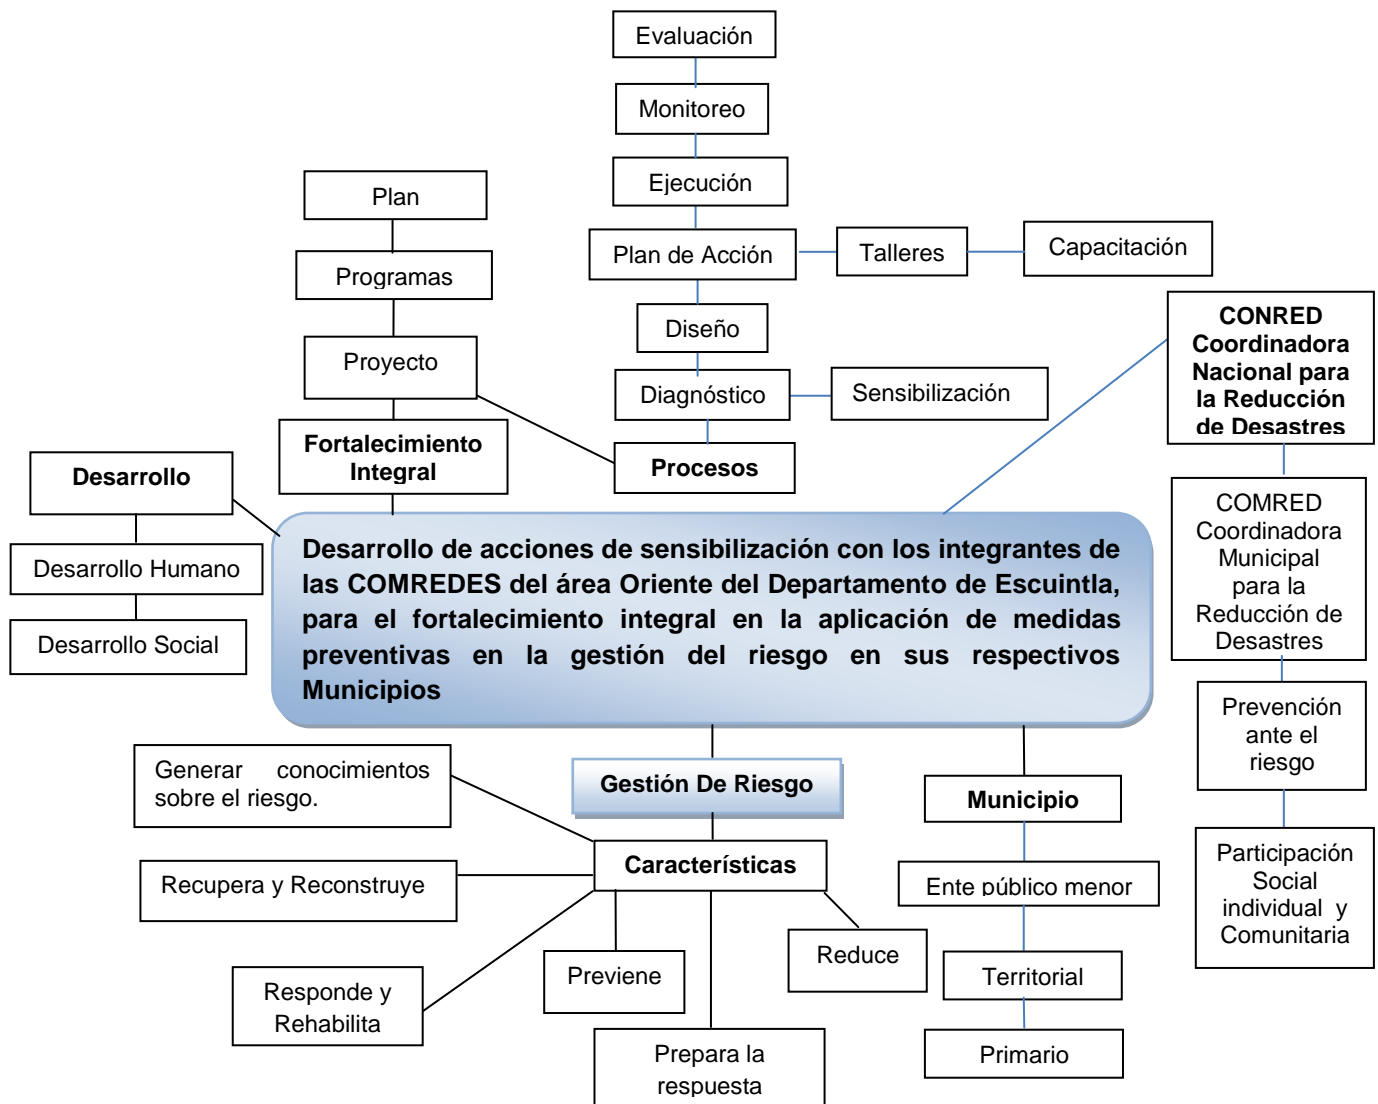 Evaluación
Monitoreo
Ejecución
Plan de Acción
Talleres
Capacitación
Diseño
Diagnóstico
Sensibilización
Procesos
Plan
Programas
Proyecto
Fortalecimiento
Integral
Desarrollo
Desarrollo Humano
Desarrollo Social
CONRED
Coordinadora
Nacional para
la Reducción
de Desastres
COMRED
Coordinadora
Municipal
para la
Reducción de
Desastres
Prevención
ante el
riesgo
Participación
Social
individual y
Comunitaria
Desarrollo de acciones de sensibilización con los integrantes de
las COMREDES del área Oriente del Departamento de Escuintla,
para el fortalecimiento integral en la aplicación de medidas
preventivas en la gestión del riesgo en sus respectivos
Municipios
Gestión De Riesgo
Características
Generar conocimientos
sobre el riesgo.
Recupera y Reconstruye
Responde y
Rehabilita
Previene
Prepara la
respuesta
Reduce
Municipio
Ente público menor
Territorial
Primario